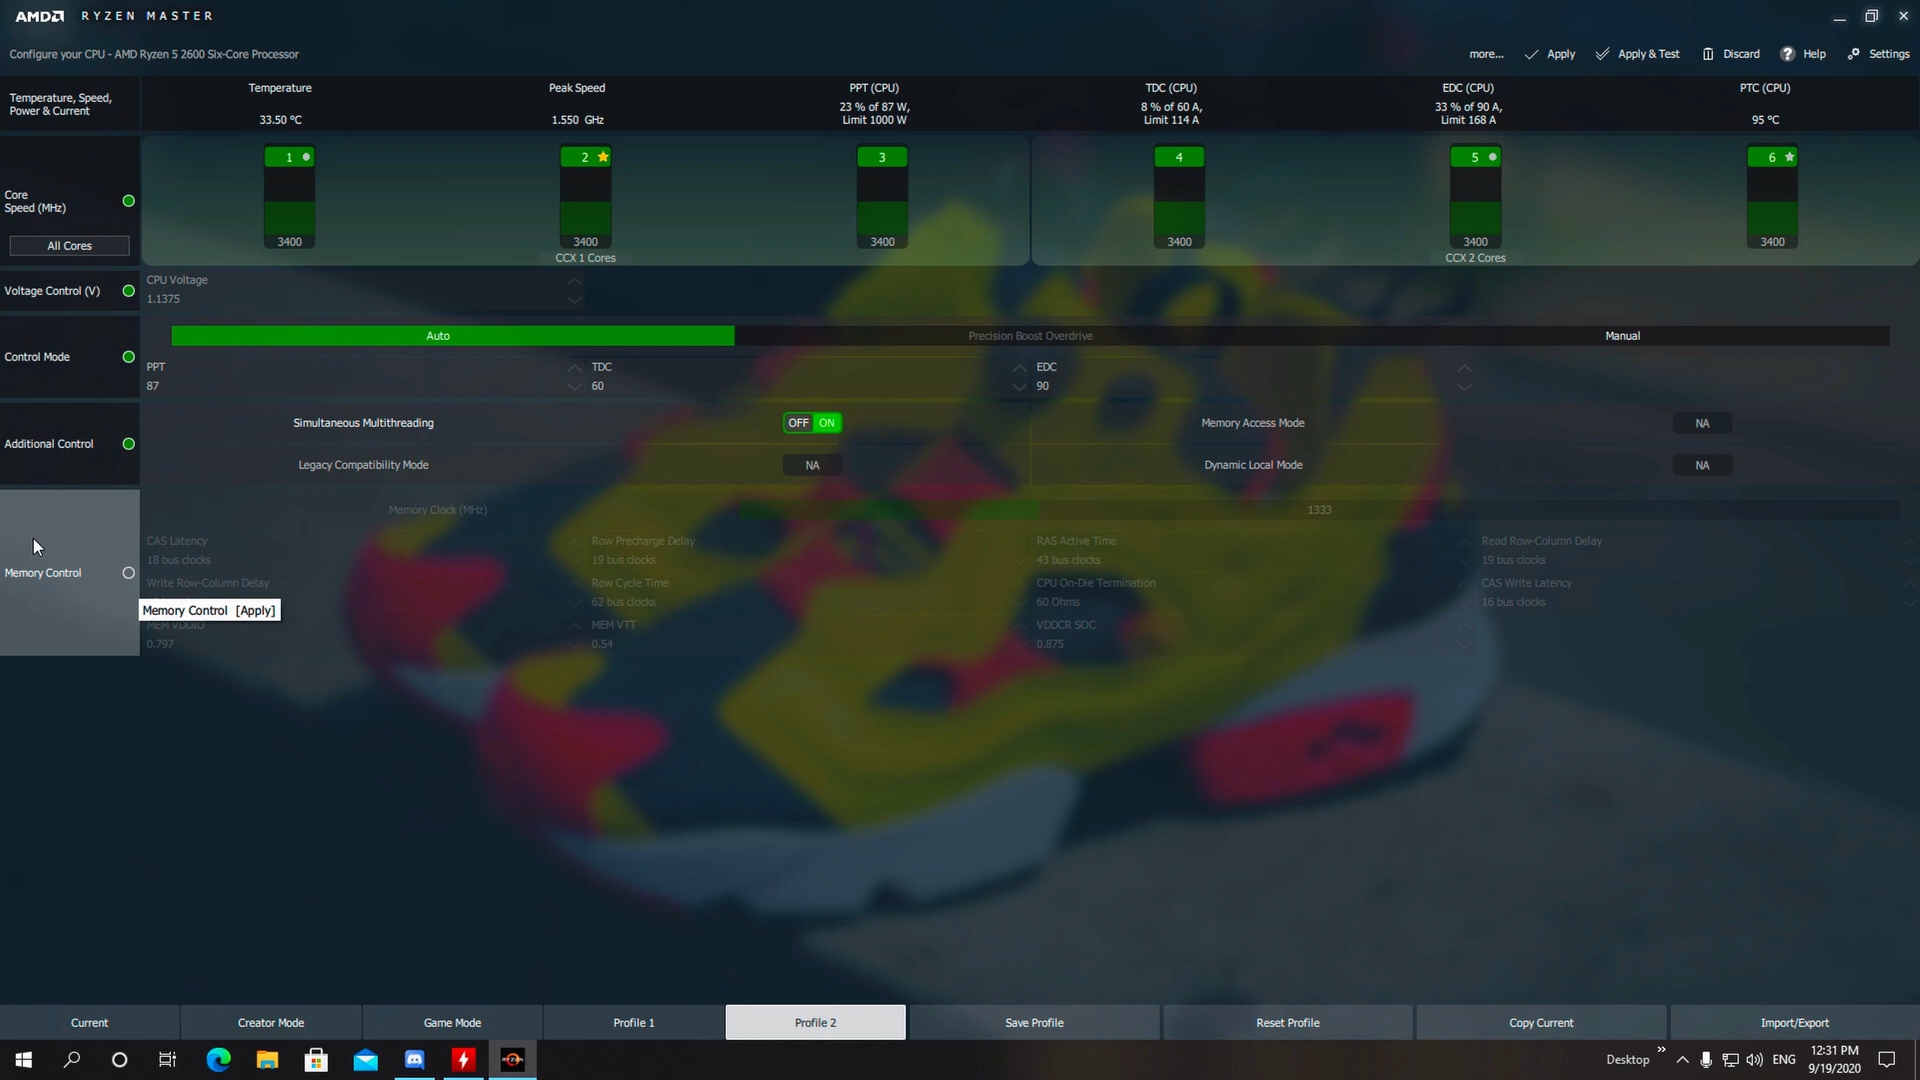 AMD RYZEN MASTER
Configure your CPU - AMD Ryzen 5 2600 Six-Core Processor
more... Apply Apply & Test Discard Help Settings
Temperature, Speed,
Power & Current
Temperature Peak Speed PPT (CPU) TDC (CPU) EDC (CPU) PTC (CPU)
23 % of 87 W, 8 % of 60 A, 33 % of 90 A,
33.50 °C 1.550 GHz Limit 1000 W Limit 114 A Limit 168 A 95 °C
1 2 3 4 5 6
Core
Speed (MHz)
All Cores
3400 3400 3400 3400 3400 3400
CCX 1 Cores CCX 2 Cores
Voltage Control (V)
CPU Voltage
1.1375
Control Mode
Auto Precision Boost Overdrive Manual
PPT TDC EDC
87 60 90
Additional Control
Simultaneous Multithreading OFF ON Memory Access Mode NA
Legacy Compatibility Mode NA Dynamic Local Mode NA
Memory Control
Memory Clock (MHz) 1333
CAS Latency Row Precharge Delay RAS Active Time Read Row-Column Delay
18 bus clocks 19 bus clocks 43 bus clocks 19 bus clocks
Write Row-Column Delay Row Cycle Time CPU On-Die Termination CAS Write Latency
62 bus clocks 60 Ohms 16 bus clocks
Memory Control [Apply]
MEM VDDIO MEM VTT VDDCR SOC
0.797 0.54 0.875
Current Creator Mode Game Mode Profile 1 Profile 2 Save Profile Reset Profile Copy Current Import/Export
RYZEN
Desktop » ENG 12:31 PM
9/19/2020